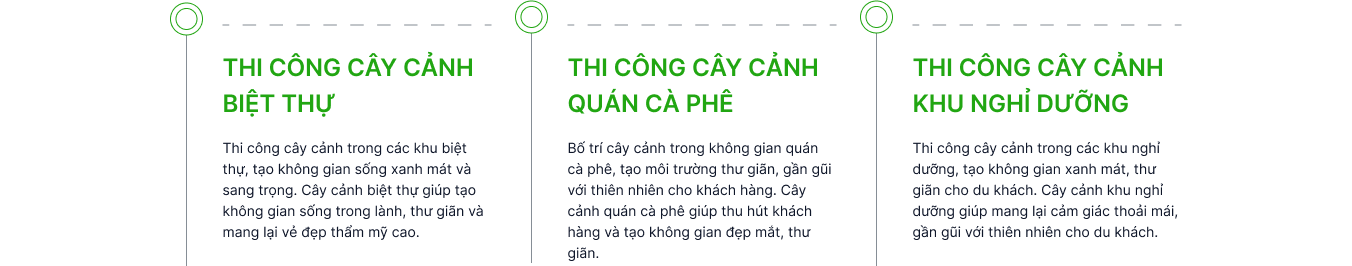 THI CÔNG CÂY CẢNH
BIỆT THỰ
Thi công cây cảnh trong các khu biệt
thự, tạo không gian sống xanh mát và
sang trọng. Cây cảnh biệt thự giúp tạo
không gian sống trong lành, thư giãn và
mang lại vẻ đẹp thẩm mỹ cao.
THI CÔNG CÂY CẢNH
QUÁN CÀ PHÊ
Bố trí cây cảnh trong không gian quán
cà phê, tạo môi trường thư giãn, gần gũi
với thiên nhiên cho khách hàng. Cây
cảnh quán cà phê giúp thu hút khách
hàng và tạo không gian đẹp mắt, thư
giãn.
THI CÔNG CÂY CẢNH
KHU NGHỈ DƯỠNG
Thi công cây cảnh trong các khu nghỉ
dưỡng, tạo không gian xanh mát, thư
giãn cho du khách. Cây cảnh khu nghỉ
dưỡng giúp mang lại cảm giác thoải mái,
gần gũi với thiên nhiên cho du khách.